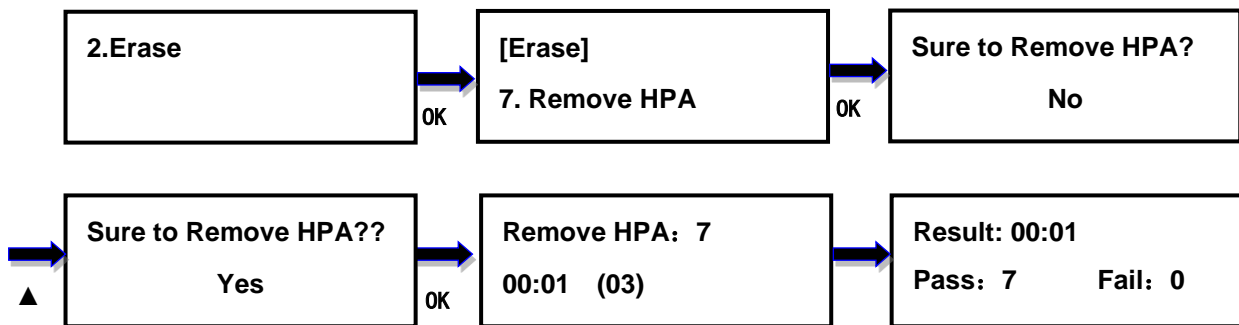 2.Erase
[Erase]
7. Remove HPA
Sure to Remove HPA?
No
OK
OK
Sure to Remove HPA??
Yes
Remove HPA：7
00:01 (03)
Result: 00:01
Pass：7 Fail：0
▲
OK